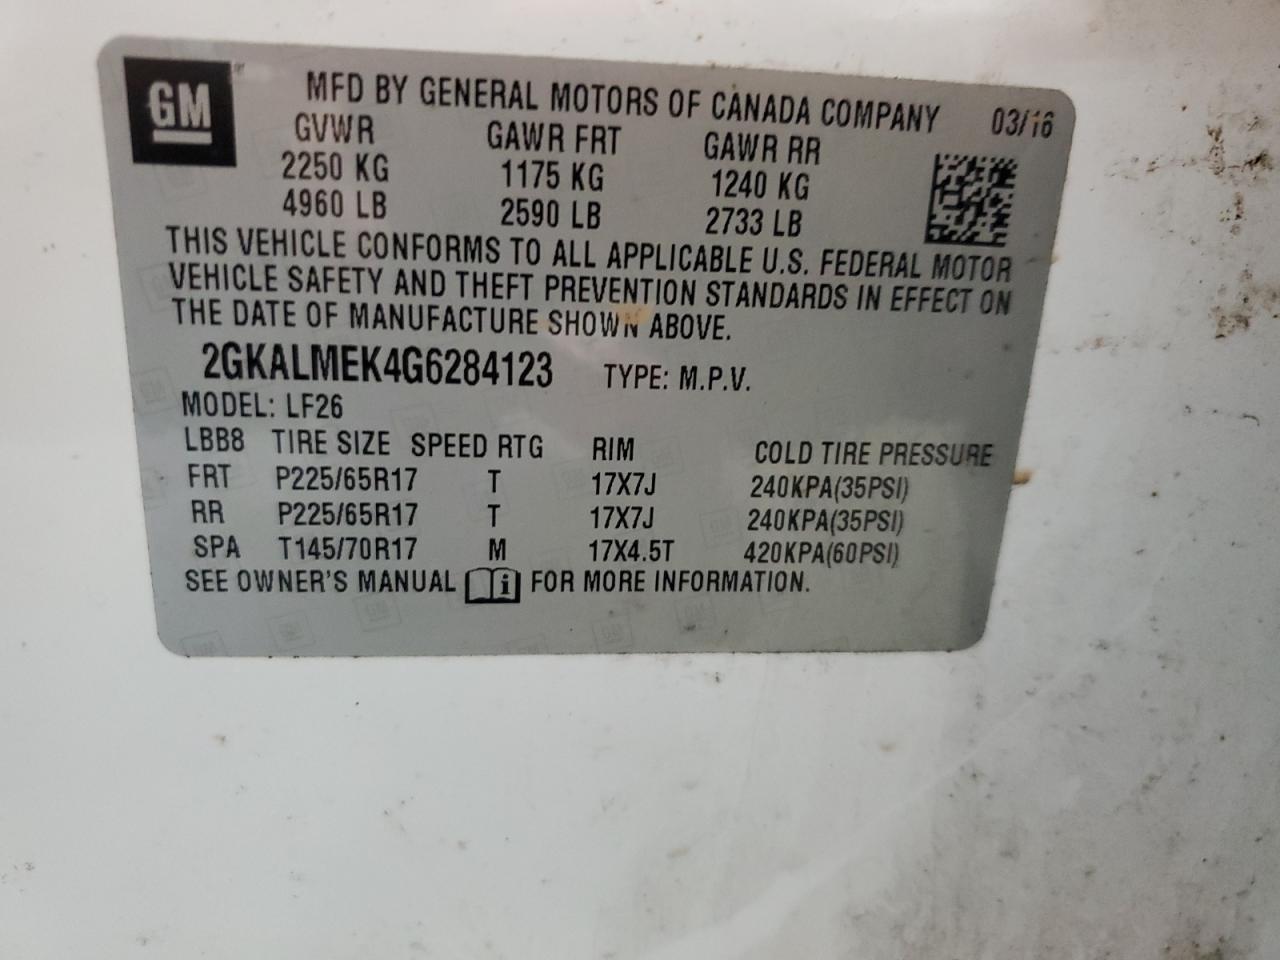 GM
MFD BY GENERAL MOTORS OF CANADA COMPANY 03/16
GVWR GAWR FRT GAWR RR
2250 KG 1175 KG 1240 KG
4960 LB 2590 LB 2733 LB
THIS VEHICLE CONFORMS TO ALL APPLICABLE U.S. FEDERAL MOTOR
VEHICLE SAFETY AND THEFT PREVENTION STANDARDS IN EFFECT ON
THE DATE OF MANUFACTURE SHOWN ABOVE.
2GKALMEK4G6284123 TYPE: M.P.V.
MODEL: LF26
LBB8 TIRE SIZE SPEED RTG RIM COLD TIRE PRESSURE
FRT P225/65R17 T 17X7J 240KPA(35PSI)
RR P225/65R17 T 17X7J 240KPA(35PSI)
SPA T145/70R17 M 17X4.5T 420KPA(60PSI)
SEE OWNER'S MANUAL i FOR MORE INFORMATION.